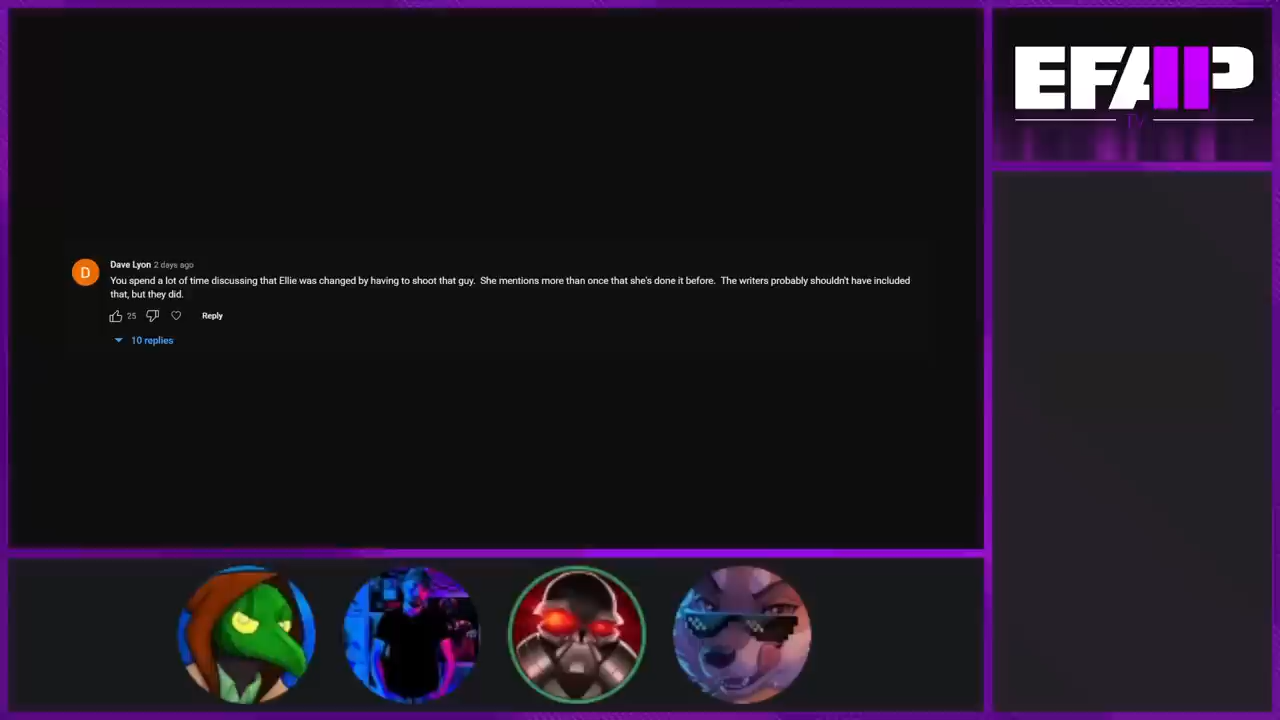 EFAP
TV
D
Dave Lyon 2 days ago
You spend a lot of time discussing that Ellie was changed by having to shoot that guy. She mentions more than once that she's done it before. The writers probably shouldn't have included
that, but they did.
25 Reply
10 replies